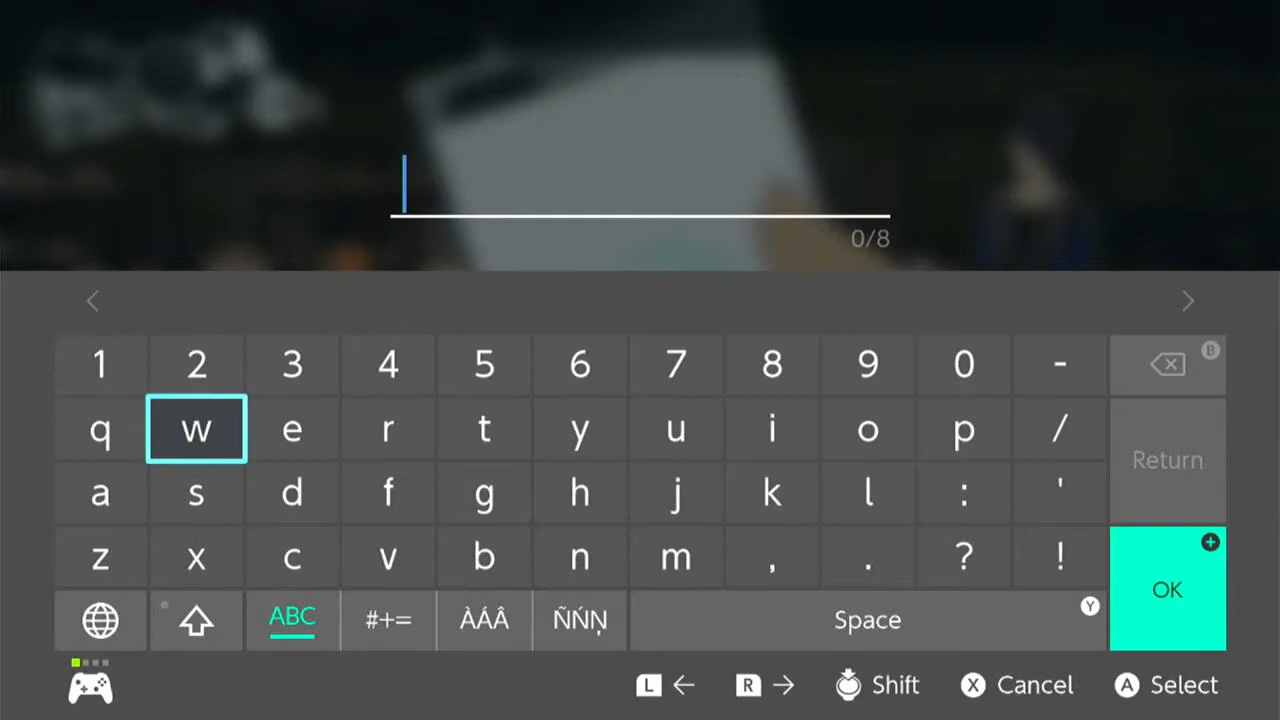 0/8
1 2 3 4 5 6 7 8 9 0 - B
q w e r t y u i o p / Return
a s d f g h j k l : '
z x c v b n m , . ? ! + OK
ABC #+= ÀÁÂ ÑŃŅ Space Y
L ← R → Shift X Cancel A Select